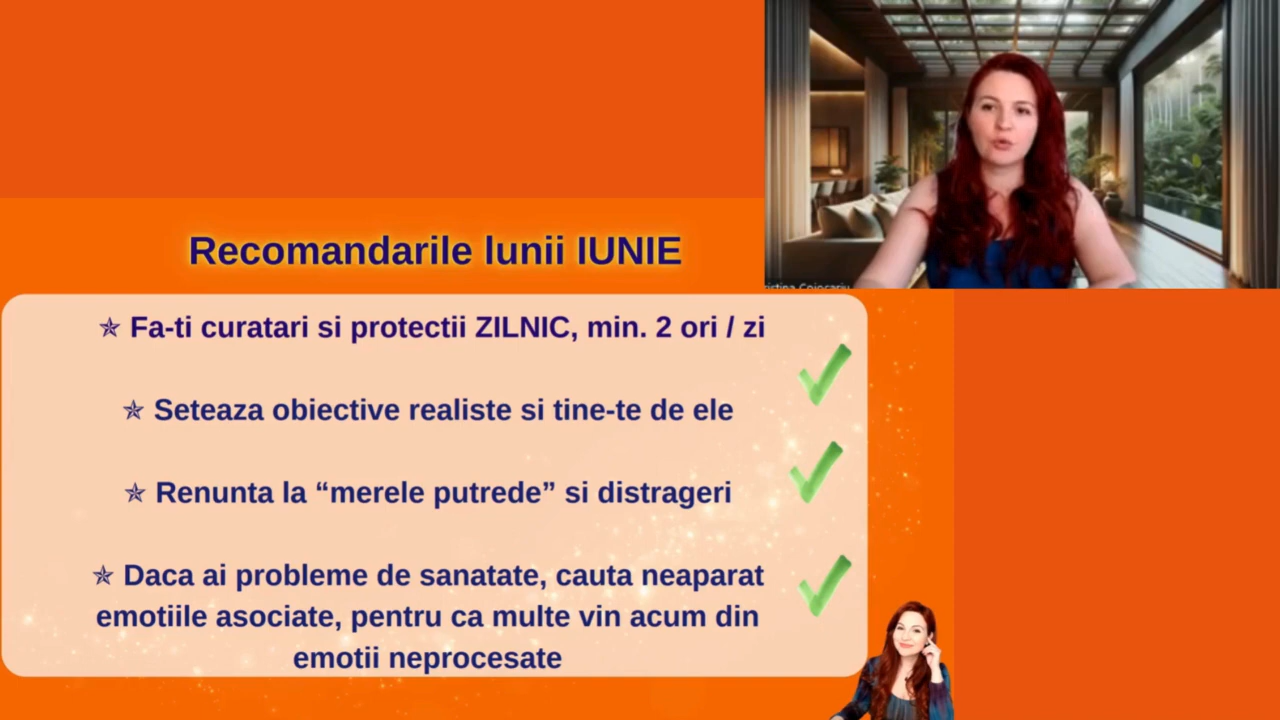 Recomandarile lunii IUNIE
✯ Fa-ti curatari si protectii ZILNIC, min. 2 ori / zi
✯ Seteaza obiective realiste si tine-te de ele
✯ Renunta la “merele putrede” si distrageri
✯ Daca ai probleme de sanatate, cauta neaparat
emotiile asociate, pentru ca multe vin acum din
emotii neprocesate